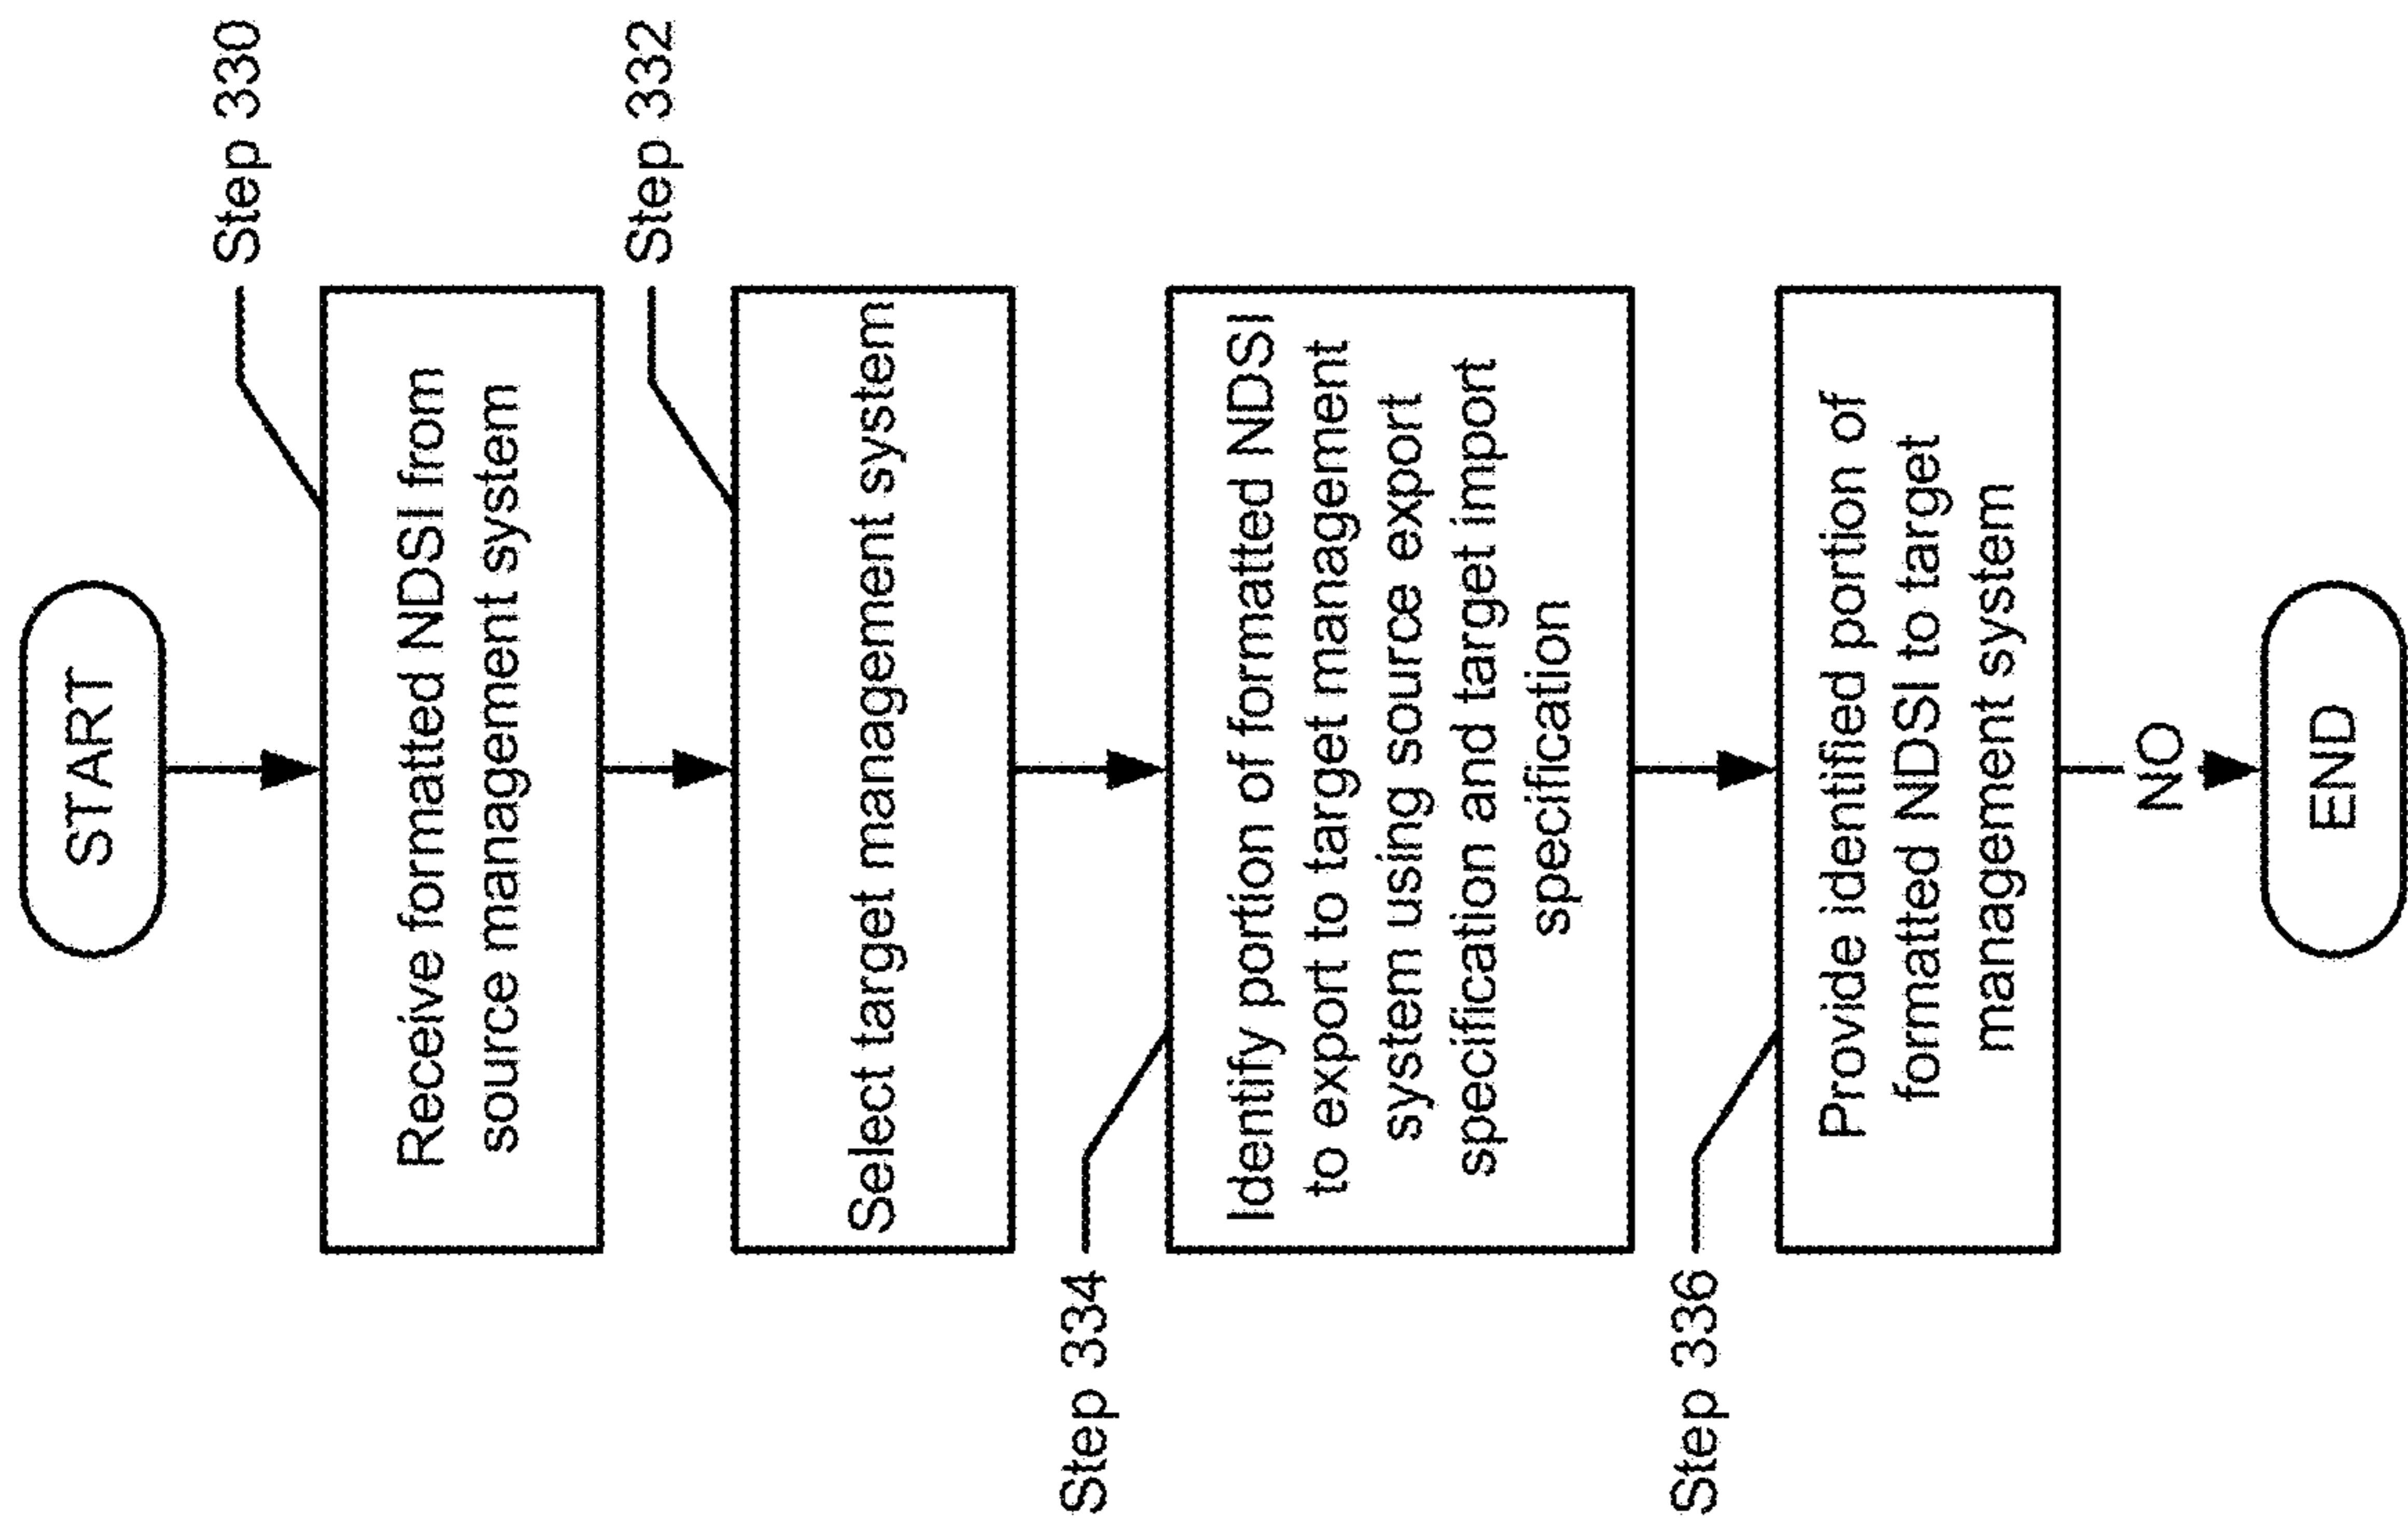 START
Step 330
Receive formatted NDSI from
source management system
Step 332
Select target management system
Step 334
Identify portion of formatted NDSI
to export to target management
system using source export
specification and target import
specification
Step 336
Provide identified portion of
formatted NDSI to target
management system
NO
END